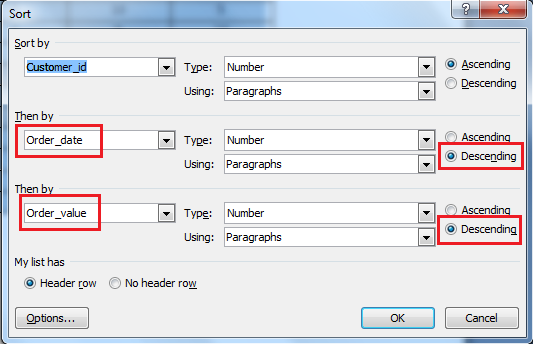 Sort
Sort by
Customer_id Type: Number Ascending
Using: Paragraphs Descending
Then by
Order_date Type: Number Ascending
Using: Paragraphs Descending
Then by
Order_value Type: Number Ascending
Using: Paragraphs Descending
My list has
Header row No header row
Options... OK Cancel